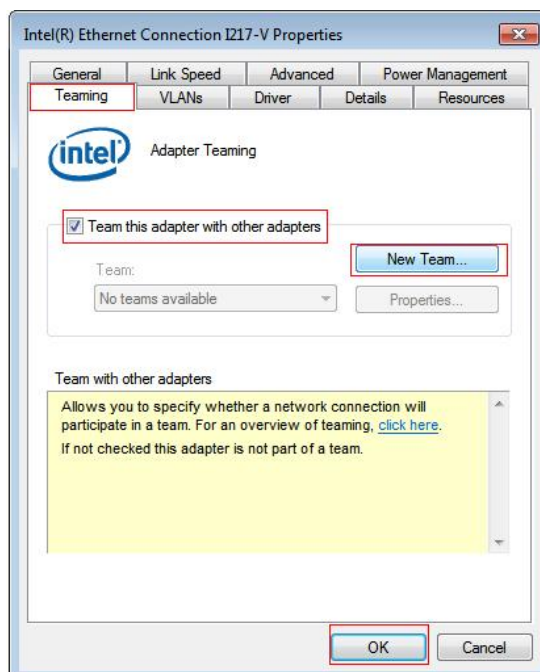 Intel(R) Ethernet Connection I217-V Properties
General Link Speed Advanced Power Management
Teaming VLANs Driver Details Resources
intel
Adapter Teaming
Team this adapter with other adapters
New Team...
Team:
No teams available
Properties...
Team with other adapters
Allows you to specify whether a network connection will
participate in a team. For an overview of teaming, click here.
If not checked this adapter is not part of a team.
OK Cancel